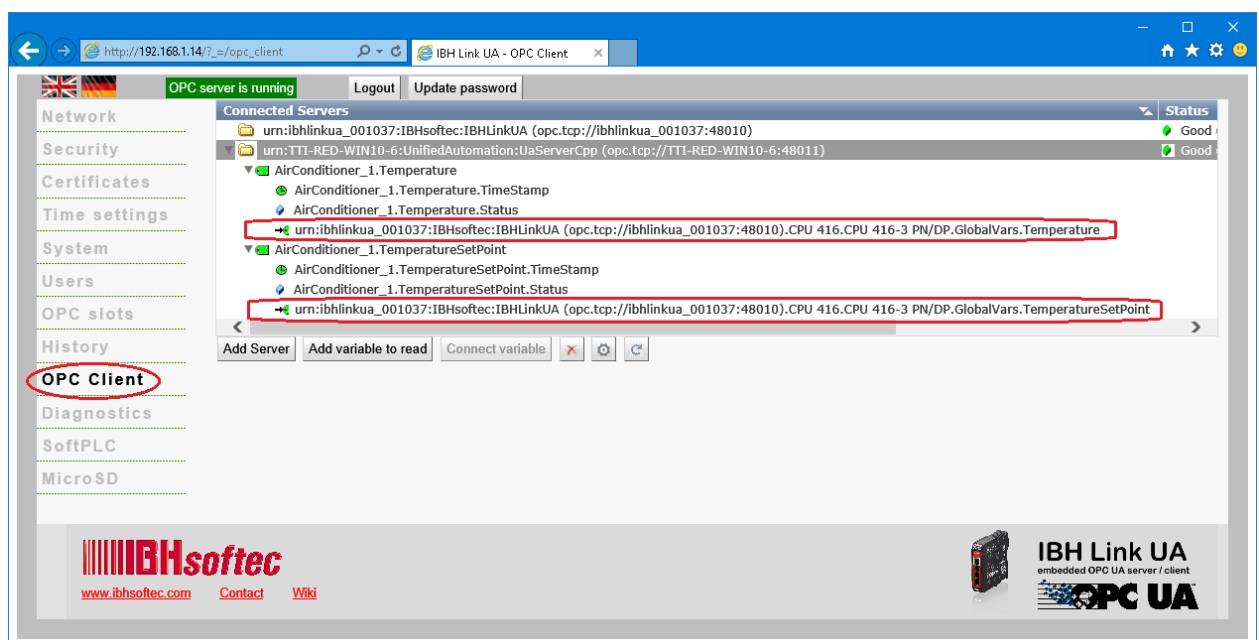 http://192.168.1.14/?_=/opc_client
IBH Link UA - OPC Client
OPC server is running
Logout
Update password
Network
Security
Certificates
Time settings
System
Users
OPC slots
History
OPC Client
Diagnostics
SoftPLC
MicroSD
Connected Servers
Status
urn:ibhlinkua_001037:IBHsoftec:IBHLinkUA (opc.tcp://ibhlinkua_001037:48010)
Good
urn:TTI-RED-WIN10-6:UnifiedAutomation:UaServerCpp (opc.tcp://TTI-RED-WIN10-6:48011)
Good
AirConditioner_1.Temperature
AirConditioner_1.Temperature.TimeStamp
AirConditioner_1.Temperature.Status
urn:ibhlinkua_001037:IBHsoftec:IBHLinkUA (opc.tcp://ibhlinkua_001037:48010).CPU 416.CPU 416-3 PN/DP.GlobalVars.Temperature
AirConditioner_1.TemperatureSetPoint
AirConditioner_1.TemperatureSetPoint.TimeStamp
AirConditioner_1.TemperatureSetPoint.Status
urn:ibhlinkua_001037:IBHsoftec:IBHLinkUA (opc.tcp://ibhlinkua_001037:48010).CPU 416.CPU 416-3 PN/DP.GlobalVars.TemperatureSetPoint
Add Server
Add variable to read
Connect variable
IBHsoftec
www.ibhsoftec.com
Contact
Wiki
IBH Link UA
embedded OPC UA server / client
OPC UA